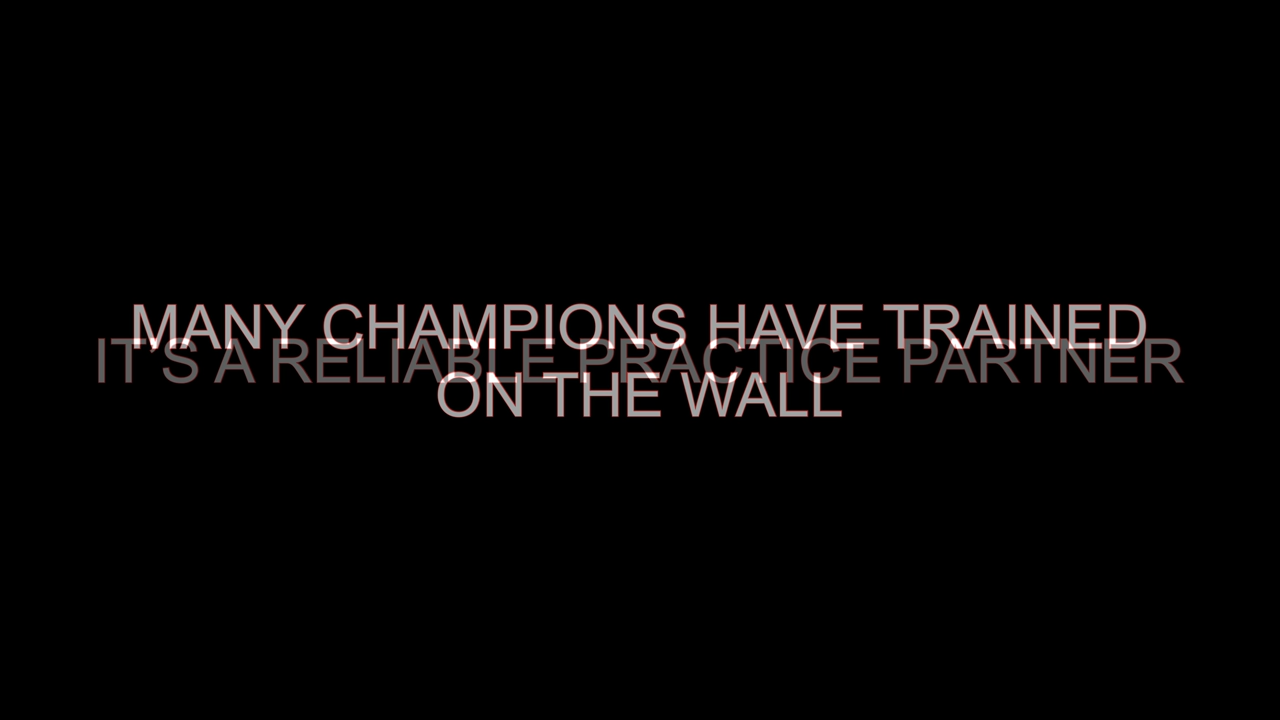 MANY CHAMPIONS HAVE TRAINED
IT'S A RELIABLE PRACTICE PARTNER
ON THE WALL